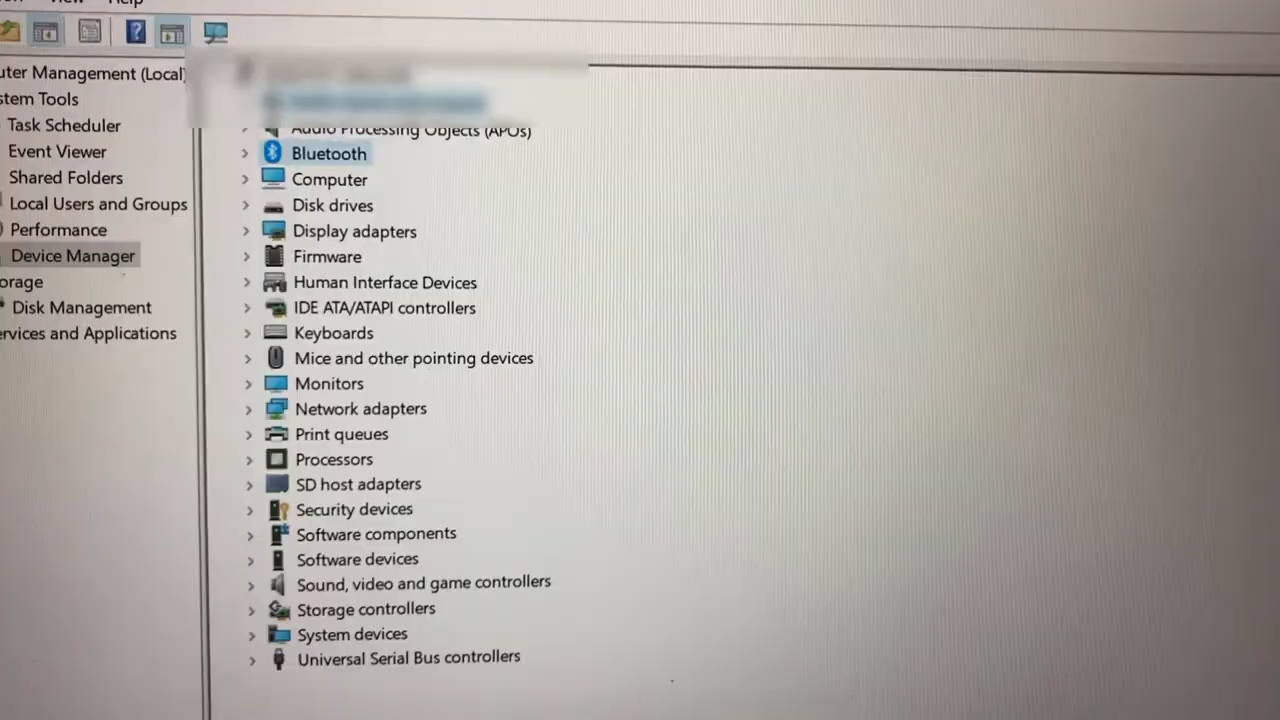 Help
uter Management (Local)
stem Tools
Task Scheduler
Event Viewer
Shared Folders
Local Users and Groups
Performance
Device Manager
orage
Disk Management
ervices and Applications
Audio Processing Objects (APOs)
Bluetooth
Computer
Disk drives
Display adapters
Firmware
Human Interface Devices
IDE ATA/ATAPI controllers
Keyboards
Mice and other pointing devices
Monitors
Network adapters
Print queues
Processors
SD host adapters
Security devices
Software components
Software devices
Sound, video and game controllers
Storage controllers
System devices
Universal Serial Bus controllers